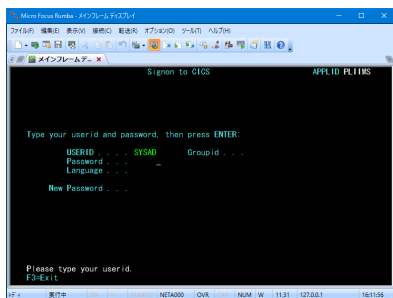 Micro Focus Rumba - メインフレーム ディスプレイ
ファイル(F) 編集(E) 表示(V) 接続(C) 転送(R) オプション(O) ツール(T) ヘルプ(H)
メインフレーム デ...
Signon to CICS APPLID PLIIMS
Type your userid and password, then press ENTER:
USERID . . . . SYSAD Groupid . . .
Password . . . _
Language . . .
New Password . . .
Please type your userid.
F3=Exit
実行中 NETA000 OVR NUM W 11,31 127.0.0.1 16:11:56